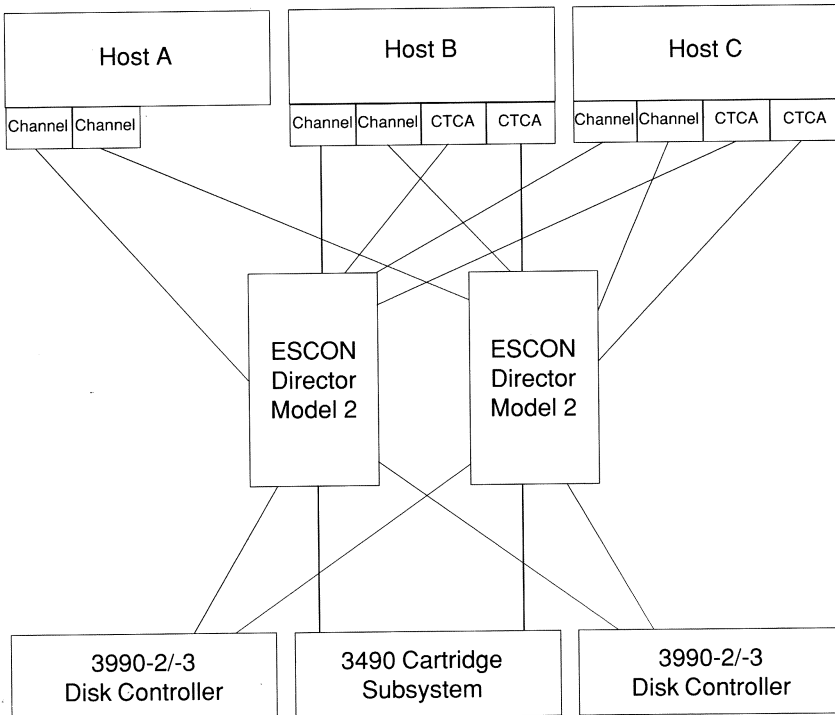 Host A
Host B
Host C
Channel Channel
Channel Channel CTCA CTCA
Channel Channel CTCA CTCA
ESCON
Director
Model 2
ESCON
Director
Model 2
3990-2/-3
Disk Controller
3490 Cartridge
Subsystem
3990-2/-3
Disk Controller